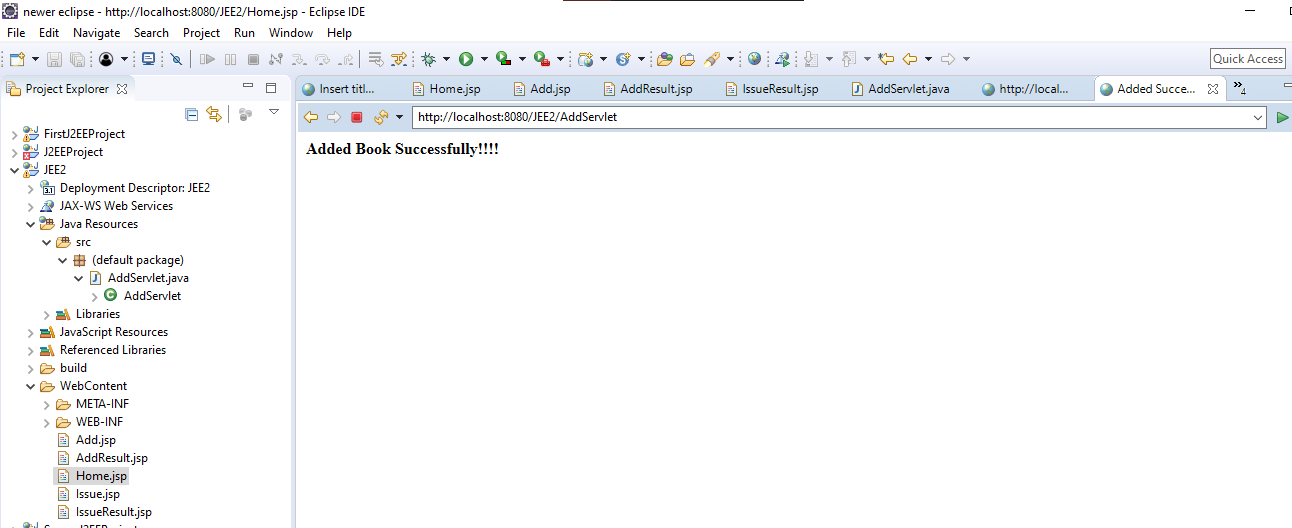 newer eclipse - http://localhost:8080/JEE2/Home.jsp - Eclipse IDE
File Edit Navigate Search Project Run Window Help
Quick Access
Project Explorer
Insert titl...
Home.jsp
Add.jsp
AddResult.jsp
IssueResult.jsp
AddServlet.java
http://local...
Added Succe...
4
http://localhost:8080/JEE2/AddServlet
Added Book Successfully!!!!
FirstJ2EEProject
J2EEProject
JEE2
3.1 Deployment Descriptor: JEE2
JAX-WS Web Services
Java Resources
src
(default package)
AddServlet.java
AddServlet
Libraries
JavaScript Resources
Referenced Libraries
build
WebContent
META-INF
WEB-INF
Add.jsp
AddResult.jsp
Home.jsp
Issue.jsp
IssueResult.jsp